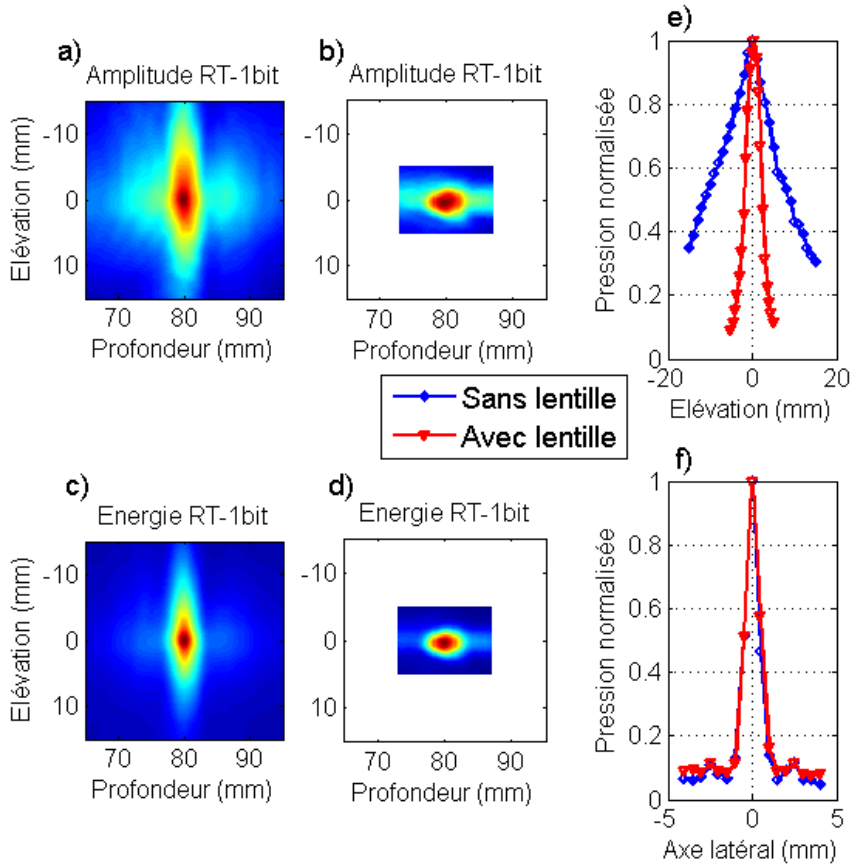 a)
Amplitude RT-1bit
Elévation (mm)
-10
0
10
70 80 90
Profondeur (mm)
b)
Amplitude RT-1bit
-10
0
10
70 80 90
Profondeur (mm)
e)
Pression normalisée
1
0.8
0.6
0.4
0.2
0
-20 0 20
Elévation (mm)
Sans lentille
Avec lentille
c)
Energie RT-1bit
Elévation (mm)
-10
0
10
70 80 90
Profondeur (mm)
d)
Energie RT-1bit
-10
0
10
70 80 90
Profondeur (mm)
f)
Pression normalisée
1
0.8
0.6
0.4
0.2
0
-5 0 5
Axe latéral (mm)